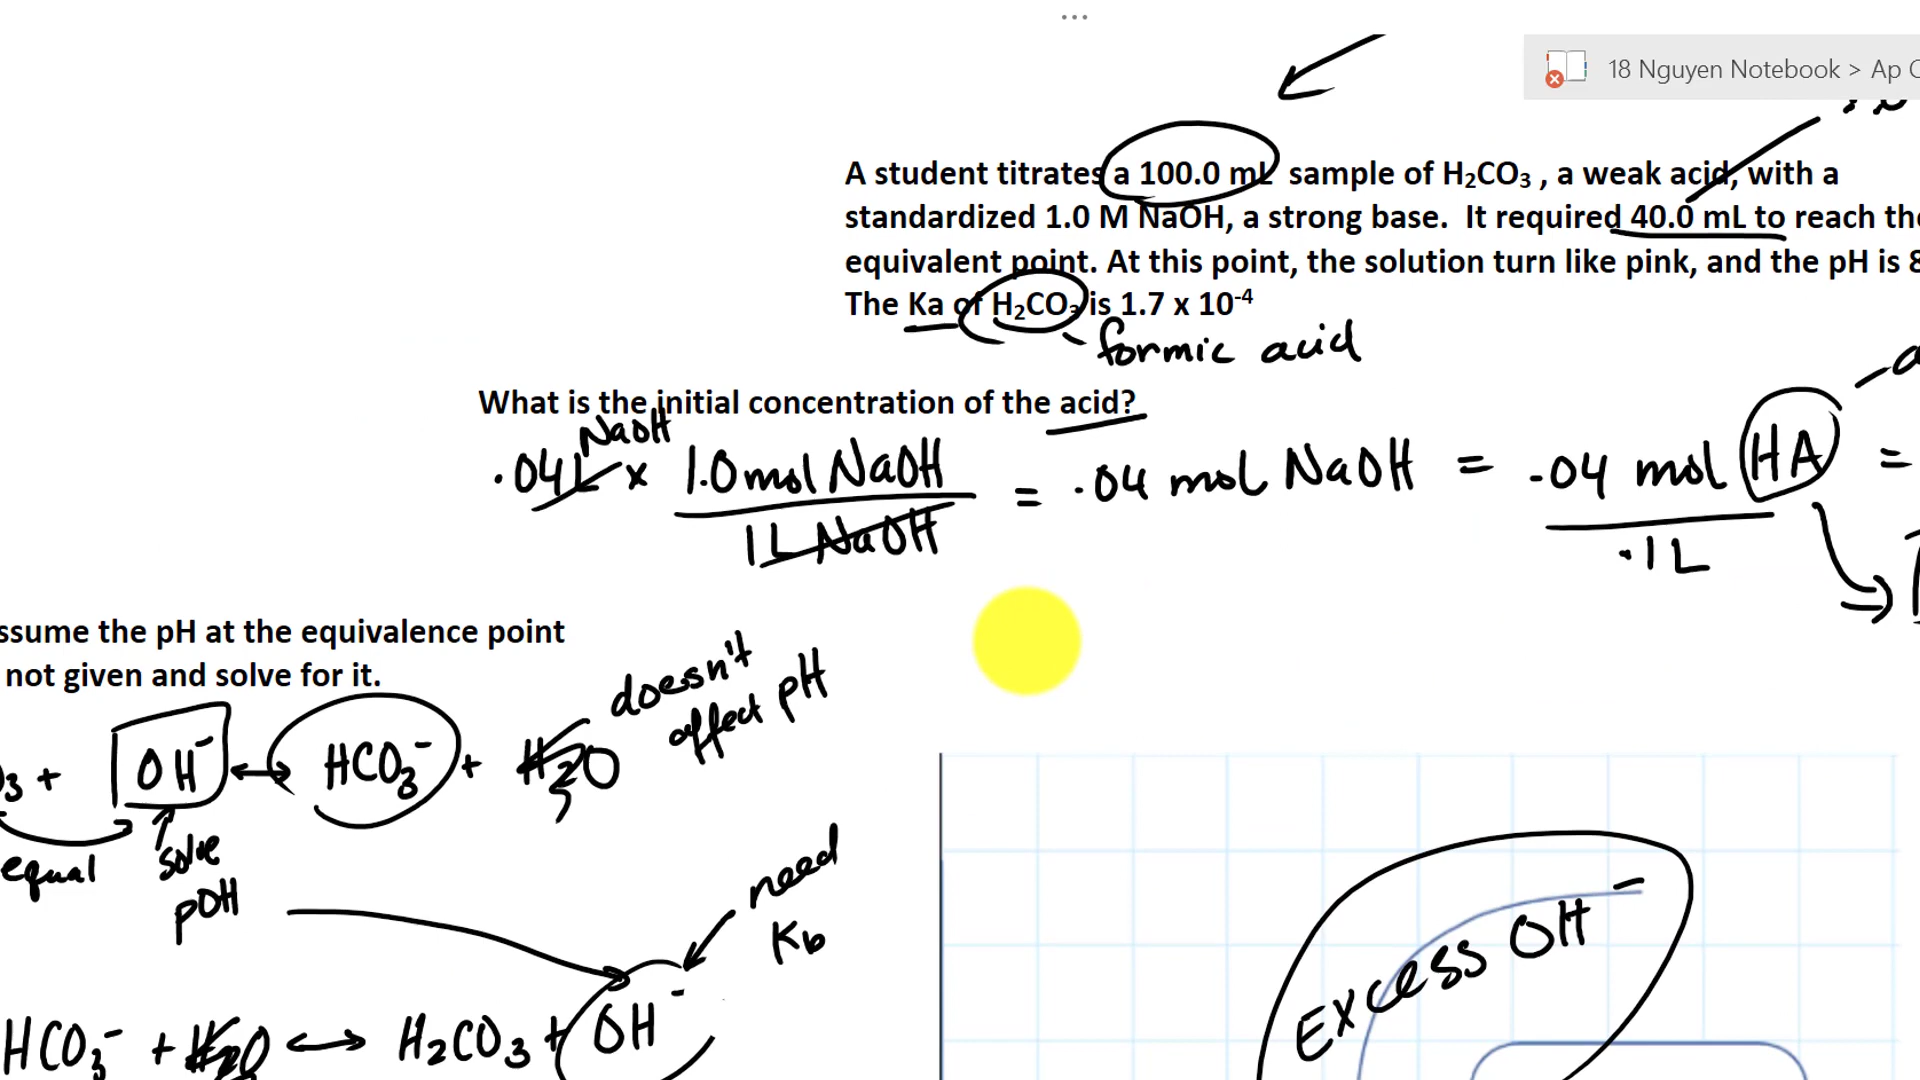 18 Nguyen Notebook > Ap
A student titrates a 100.0 mL sample of H₂CO₃ , a weak acid, with a
standardized 1.0 M NaOH, a strong base. It required 40.0 mL to reach the
equivalent point. At this point, the solution turn like pink, and the pH is 8
The Ka of H₂CO₃ is 1.7 x 10⁻⁴
formic acid
What is the initial concentration of the acid?
NaOH
.04L x 1.0 mol NaOH / 1L NaOH = .04 mol NaOH = .04 mol HA / .1L =
ssume the pH at the equivalence point
not given and solve for it.
doesn't
affect pH
₃ + OH⁻ ↔ HCO₃⁻ + H₂O
equal
solve
pOH
need
Kb
HCO₃⁻ + H₂O ↔ H₂CO₃ + OH⁻
Excess OH⁻